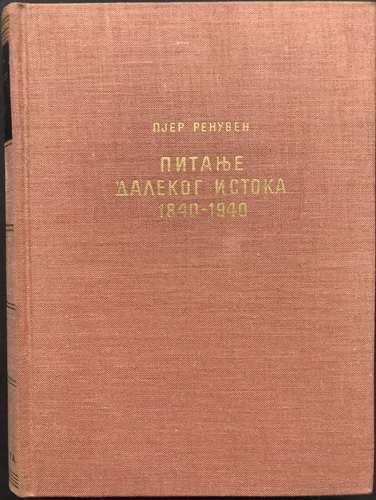 ПЈЕР РЕНУВЕН
ПИТАЊЕ
ДАЛЕКОГ ИСТОКА
1840-1940